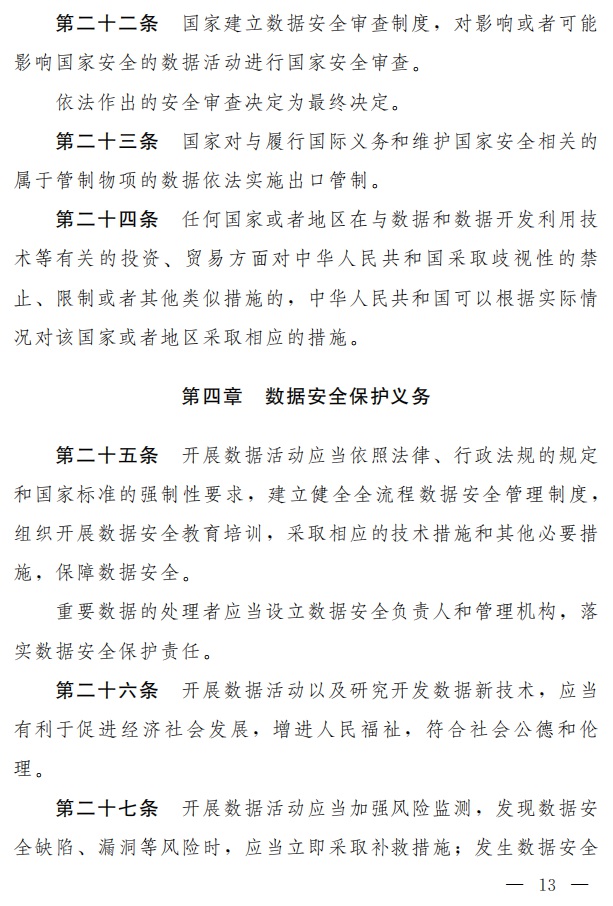 第二十二条　国家建立数据安全审查制度，对影响或者可能
影响国家安全的数据活动进行国家安全审查。
依法作出的安全审查决定为最终决定。
第二十三条　国家对与履行国际义务和维护国家安全相关的
属于管制物项的数据依法实施出口管制。
第二十四条　任何国家或者地区在与数据和数据开发利用技
术等有关的投资、贸易方面对中华人民共和国采取歧视性的禁
止、限制或者其他类似措施的，中华人民共和国可以根据实际情
况对该国家或者地区采取相应的措施。
第四章　数据安全保护义务
第二十五条　开展数据活动应当依照法律、行政法规的规定
和国家标准的强制性要求，建立健全全流程数据安全管理制度，
组织开展数据安全教育培训，采取相应的技术措施和其他必要措
施，保障数据安全。
重要数据的处理者应当设立数据安全负责人和管理机构，落
实数据安全保护责任。
第二十六条　开展数据活动以及研究开发数据新技术，应当
有利于促进经济社会发展，增进人民福祉，符合社会公德和伦
理。
第二十七条　开展数据活动应当加强风险监测，发现数据安
全缺陷、漏洞等风险时，应当立即采取补救措施；发生数据安全
— 13 —